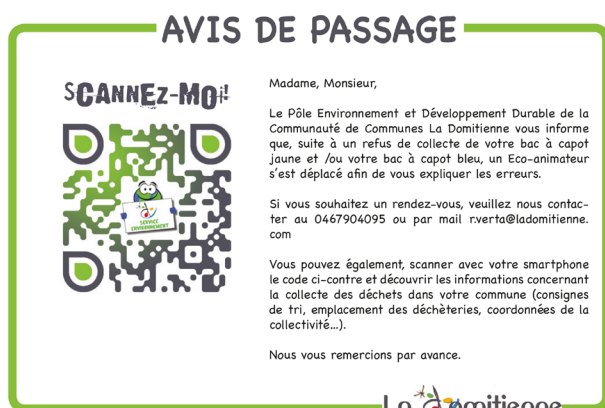 AVIS DE PASSAGE
SCANNEZ-MOi!
SERVICE
ENVIRONNEMENT
Madame, Monsieur,
Le Pôle Environnement et Développement Durable de la
Communauté de Communes La Domitienne vous informe
que, suite à un refus de collecte de votre bac à capot
jaune et /ou votre bac à capot bleu, un Eco-animateur
s'est déplacé afin de vous expliquer les erreurs.
Si vous souhaitez un rendez-vous, veuillez nous contac-
ter au 0467904095 ou par mail r.verta@ladomitienne.
com
Vous pouvez également, scanner avec votre smartphone
le code ci-contre et découvrir les informations concernant
la collecte des déchets dans votre commune (consignes
de tri, emplacement des déchèteries, coordonnées de la
collectivité...).
Nous vous remercions par avance.
La Domitienne